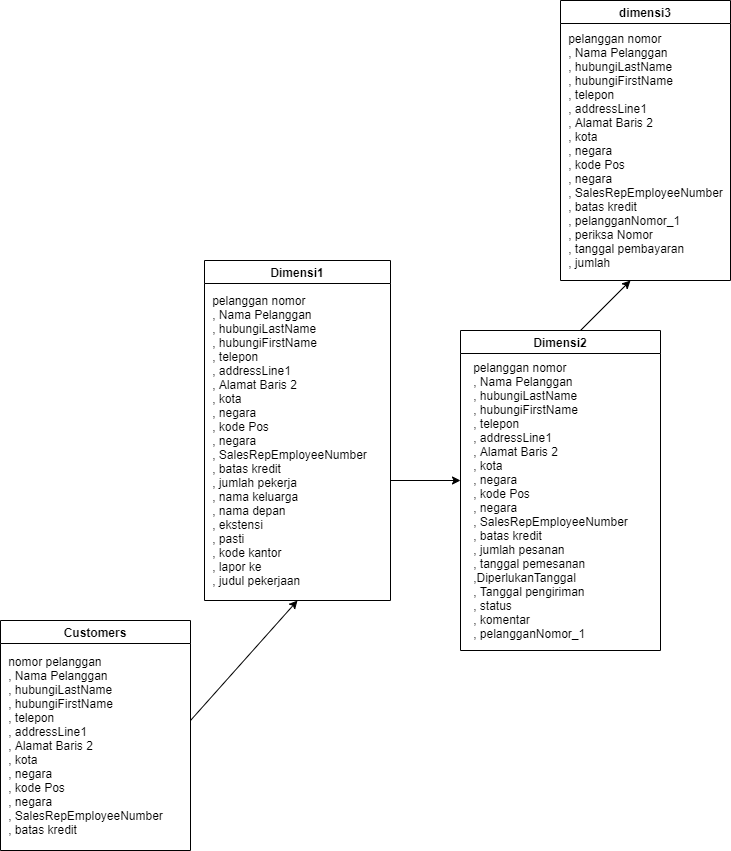 dimensi3
pelanggan nomor
, Nama Pelanggan
, hubungiLastName
, hubungiFirstName
, telepon
, addressLine1
, Alamat Baris 2
, kota
, negara
, kode Pos
, negara
, SalesRepEmployeeNumber
, batas kredit
, pelangganNomor_1
, periksa Nomor
, tanggal pembayaran
, jumlah
Dimensi1
pelanggan nomor
, Nama Pelanggan
, hubungiLastName
, hubungiFirstName
, telepon
, addressLine1
, Alamat Baris 2
, kota
, negara
, kode Pos
, negara
, SalesRepEmployeeNumber
, batas kredit
, jumlah pekerja
, nama keluarga
, nama depan
, ekstensi
, pasti
, kode kantor
, lapor ke
, judul pekerjaan
Dimensi2
pelanggan nomor
, Nama Pelanggan
, hubungiLastName
, hubungiFirstName
, telepon
, addressLine1
, Alamat Baris 2
, kota
, negara
, kode Pos
, negara
, SalesRepEmployeeNumber
, batas kredit
, jumlah pesanan
, tanggal pemesanan
,DiperlukanTanggal
, Tanggal pengiriman
, status
, komentar
, pelangganNomor_1
Customers
nomor pelanggan
, Nama Pelanggan
, hubungiLastName
, hubungiFirstName
, telepon
, addressLine1
, Alamat Baris 2
, kota
, negara
, kode Pos
, negara
, SalesRepEmployeeNumber
, batas kredit